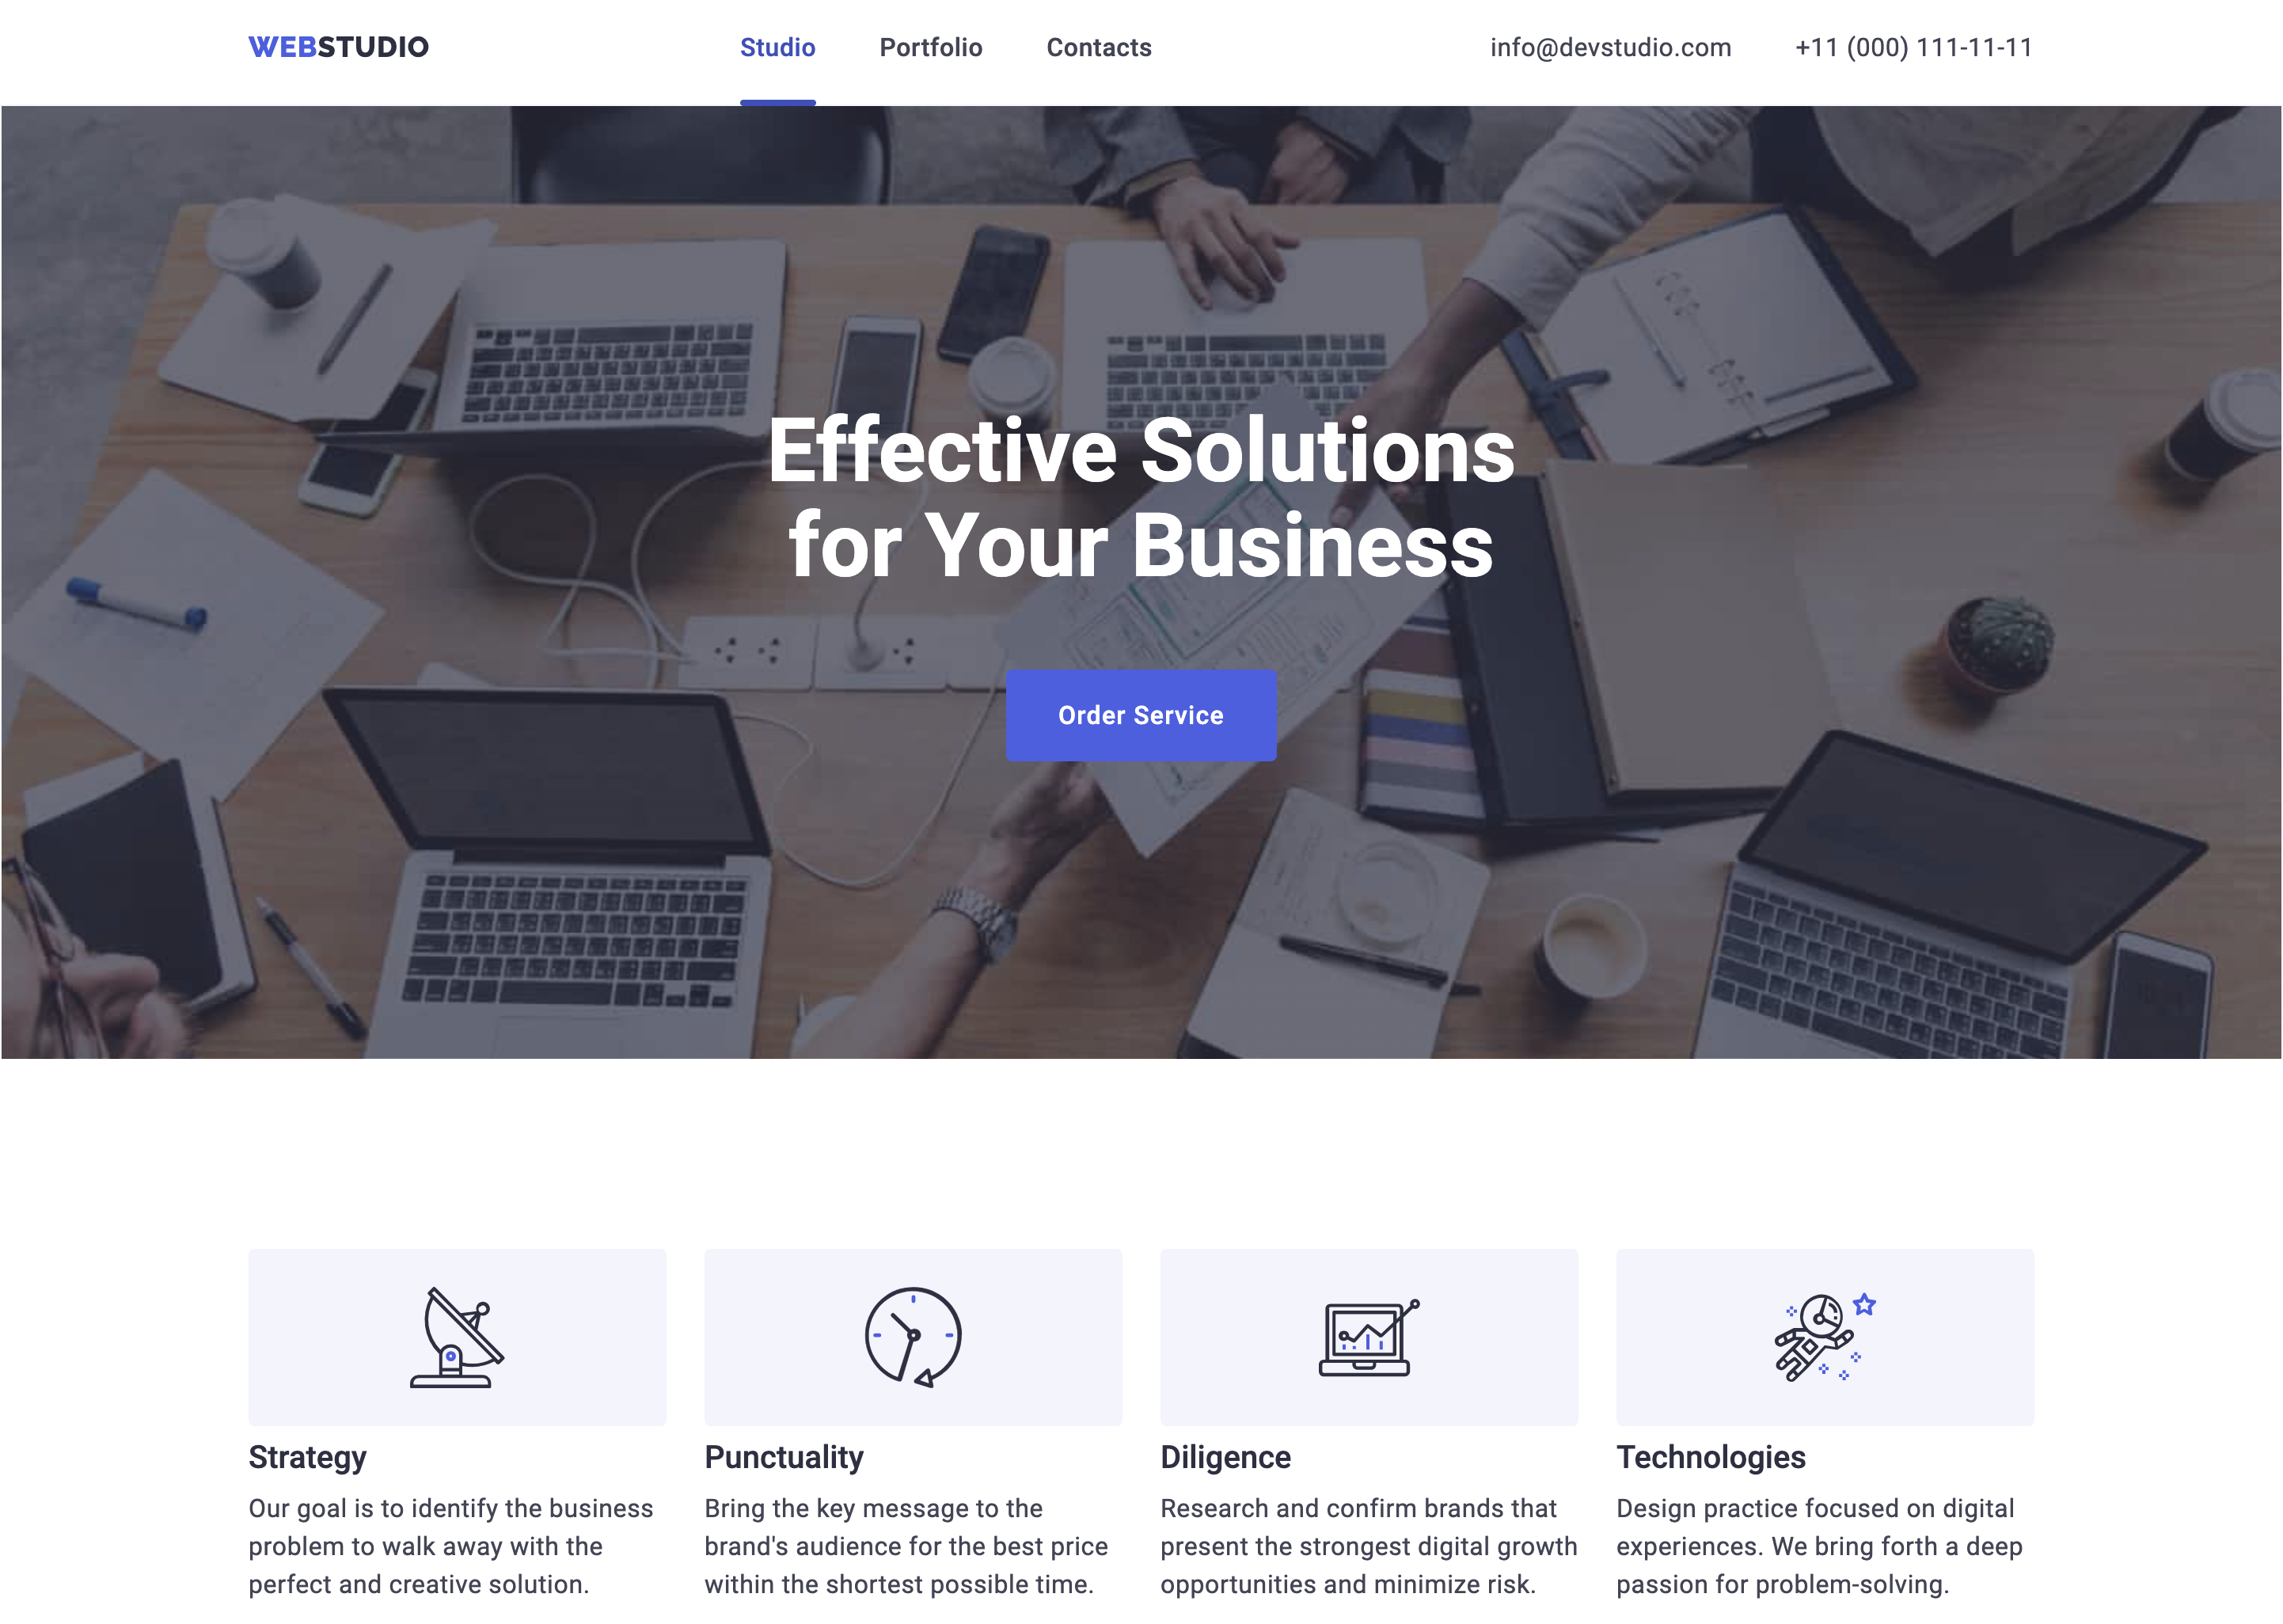 WEBSTUDIO
Studio
Portfolio
Contacts
info@devstudio.com
+11 (000) 111-11-11
Effective Solutions
for Your Business
Order Service
Strategy
Our goal is to identify the business
problem to walk away with the
perfect and creative solution.
Punctuality
Bring the key message to the
brand's audience for the best price
within the shortest possible time.
Diligence
Research and confirm brands that
present the strongest digital growth
opportunities and minimize risk.
Technologies
Design practice focused on digital
experiences. We bring forth a deep
passion for problem-solving.